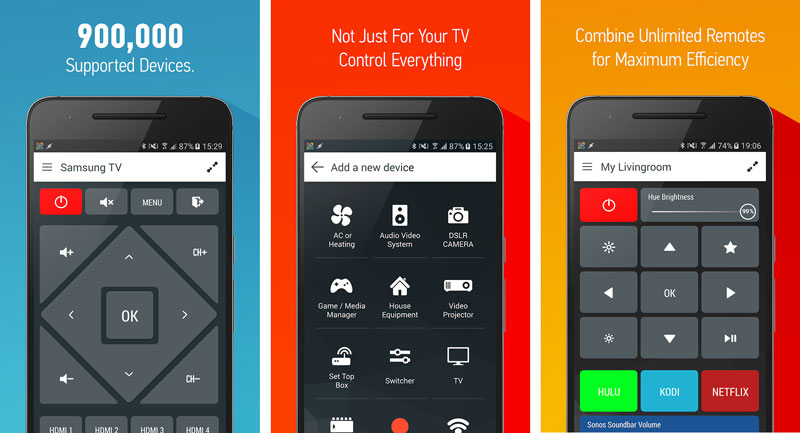 900,000
Supported Devices.
87% 15:29
Samsung TV
MENU
CH+
OK
CH−
HDMI 1 HDMI 2 HDMI 3 HDMI 4
Not Just For Your TV
Control Everything
87% 15:25
Add a new device
AC or
Heating
Audio Video
System
DSLR
CAMERA
Game / Media
Manager
House
Equipment
Video
Projector
Set Top
Box
Switcher
TV
Combine Unlimited Remotes
for Maximum Efficiency
74% 19:06
My Livingroom
Hue Brightness
99%
OK
HULU
KODI
NETFLIX
Sonos Soundbar Volume